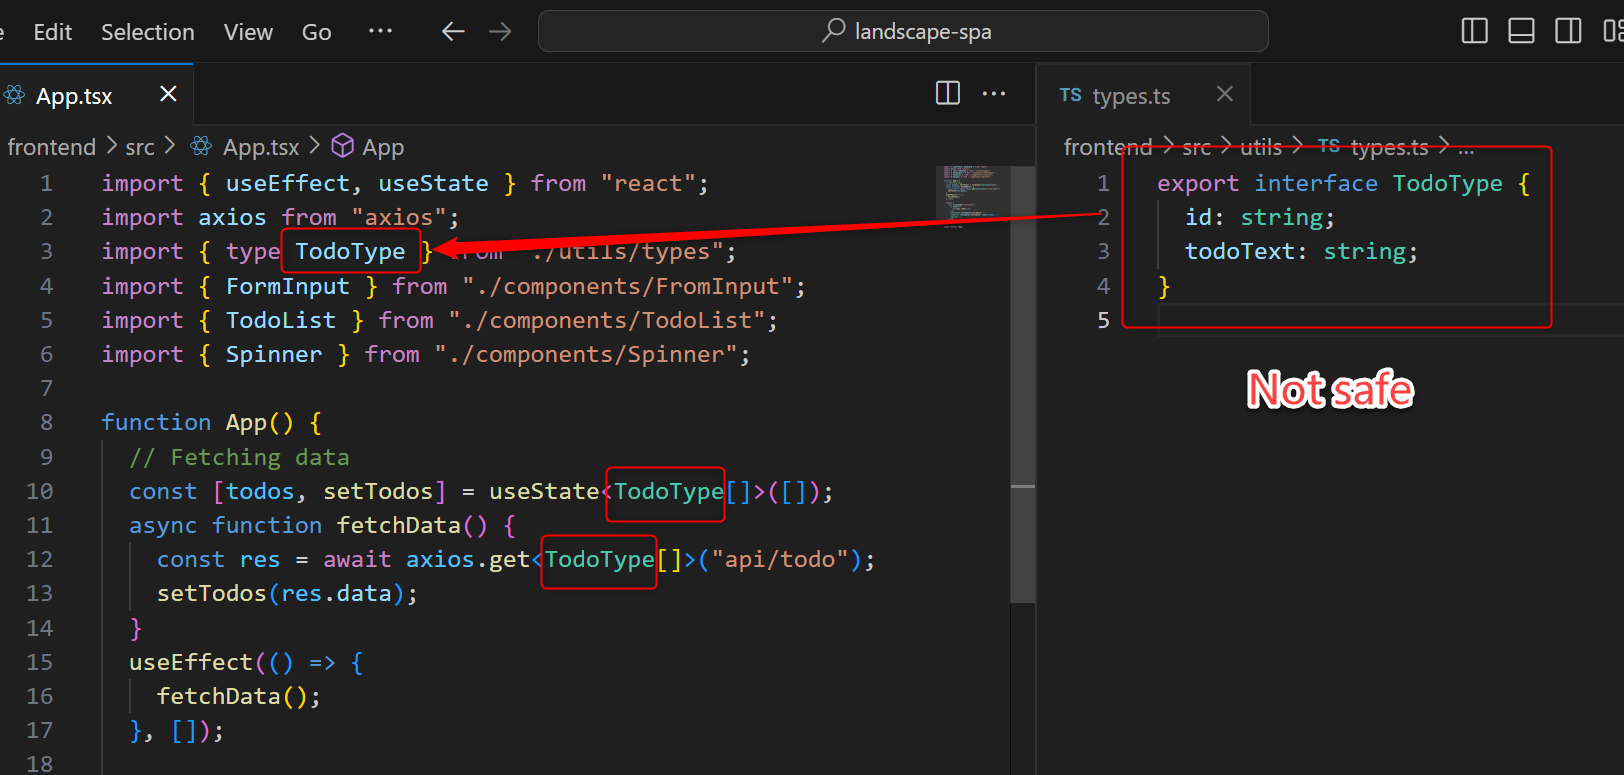 Edit Selection View Go ··· landscape-spa
App.tsx
TS types.ts
frontend > src > App.tsx > App
frontend > src > utils > TS types.ts > ...
1 import { useEffect, useState } from "react";
2 import axios from "axios";
3 import { type TodoType } from "./utils/types";
4 import { FormInput } from "./components/FromInput";
5 import { TodoList } from "./components/TodoList";
6 import { Spinner } from "./components/Spinner";
7
8 function App() {
9 // Fetching data
10 const [todos, setTodos] = useState<TodoType[]>([]);
11 async function fetchData() {
12 const res = await axios.get<TodoType[]>("api/todo");
13 setTodos(res.data);
14 }
15 useEffect(() => {
16 fetchData();
17 }, []);
18
1 export interface TodoType {
2 id: string;
3 todoText: string;
4 }
5
Not safe